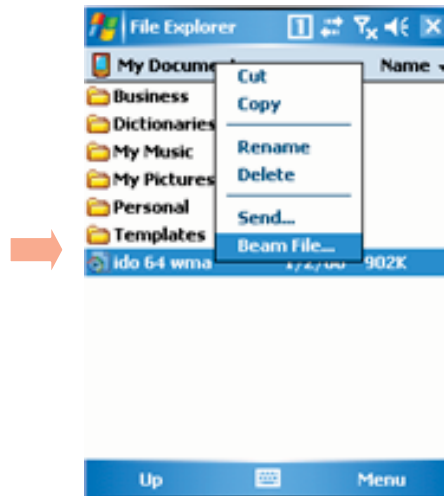 File Explorer
My Docume Name
Business
Dictionaries
My Music
My Pictures
Personal
Templates
Cut
Copy
Rename
Delete
Send...
Beam File...
ido 64 wma 902K
Up Menu